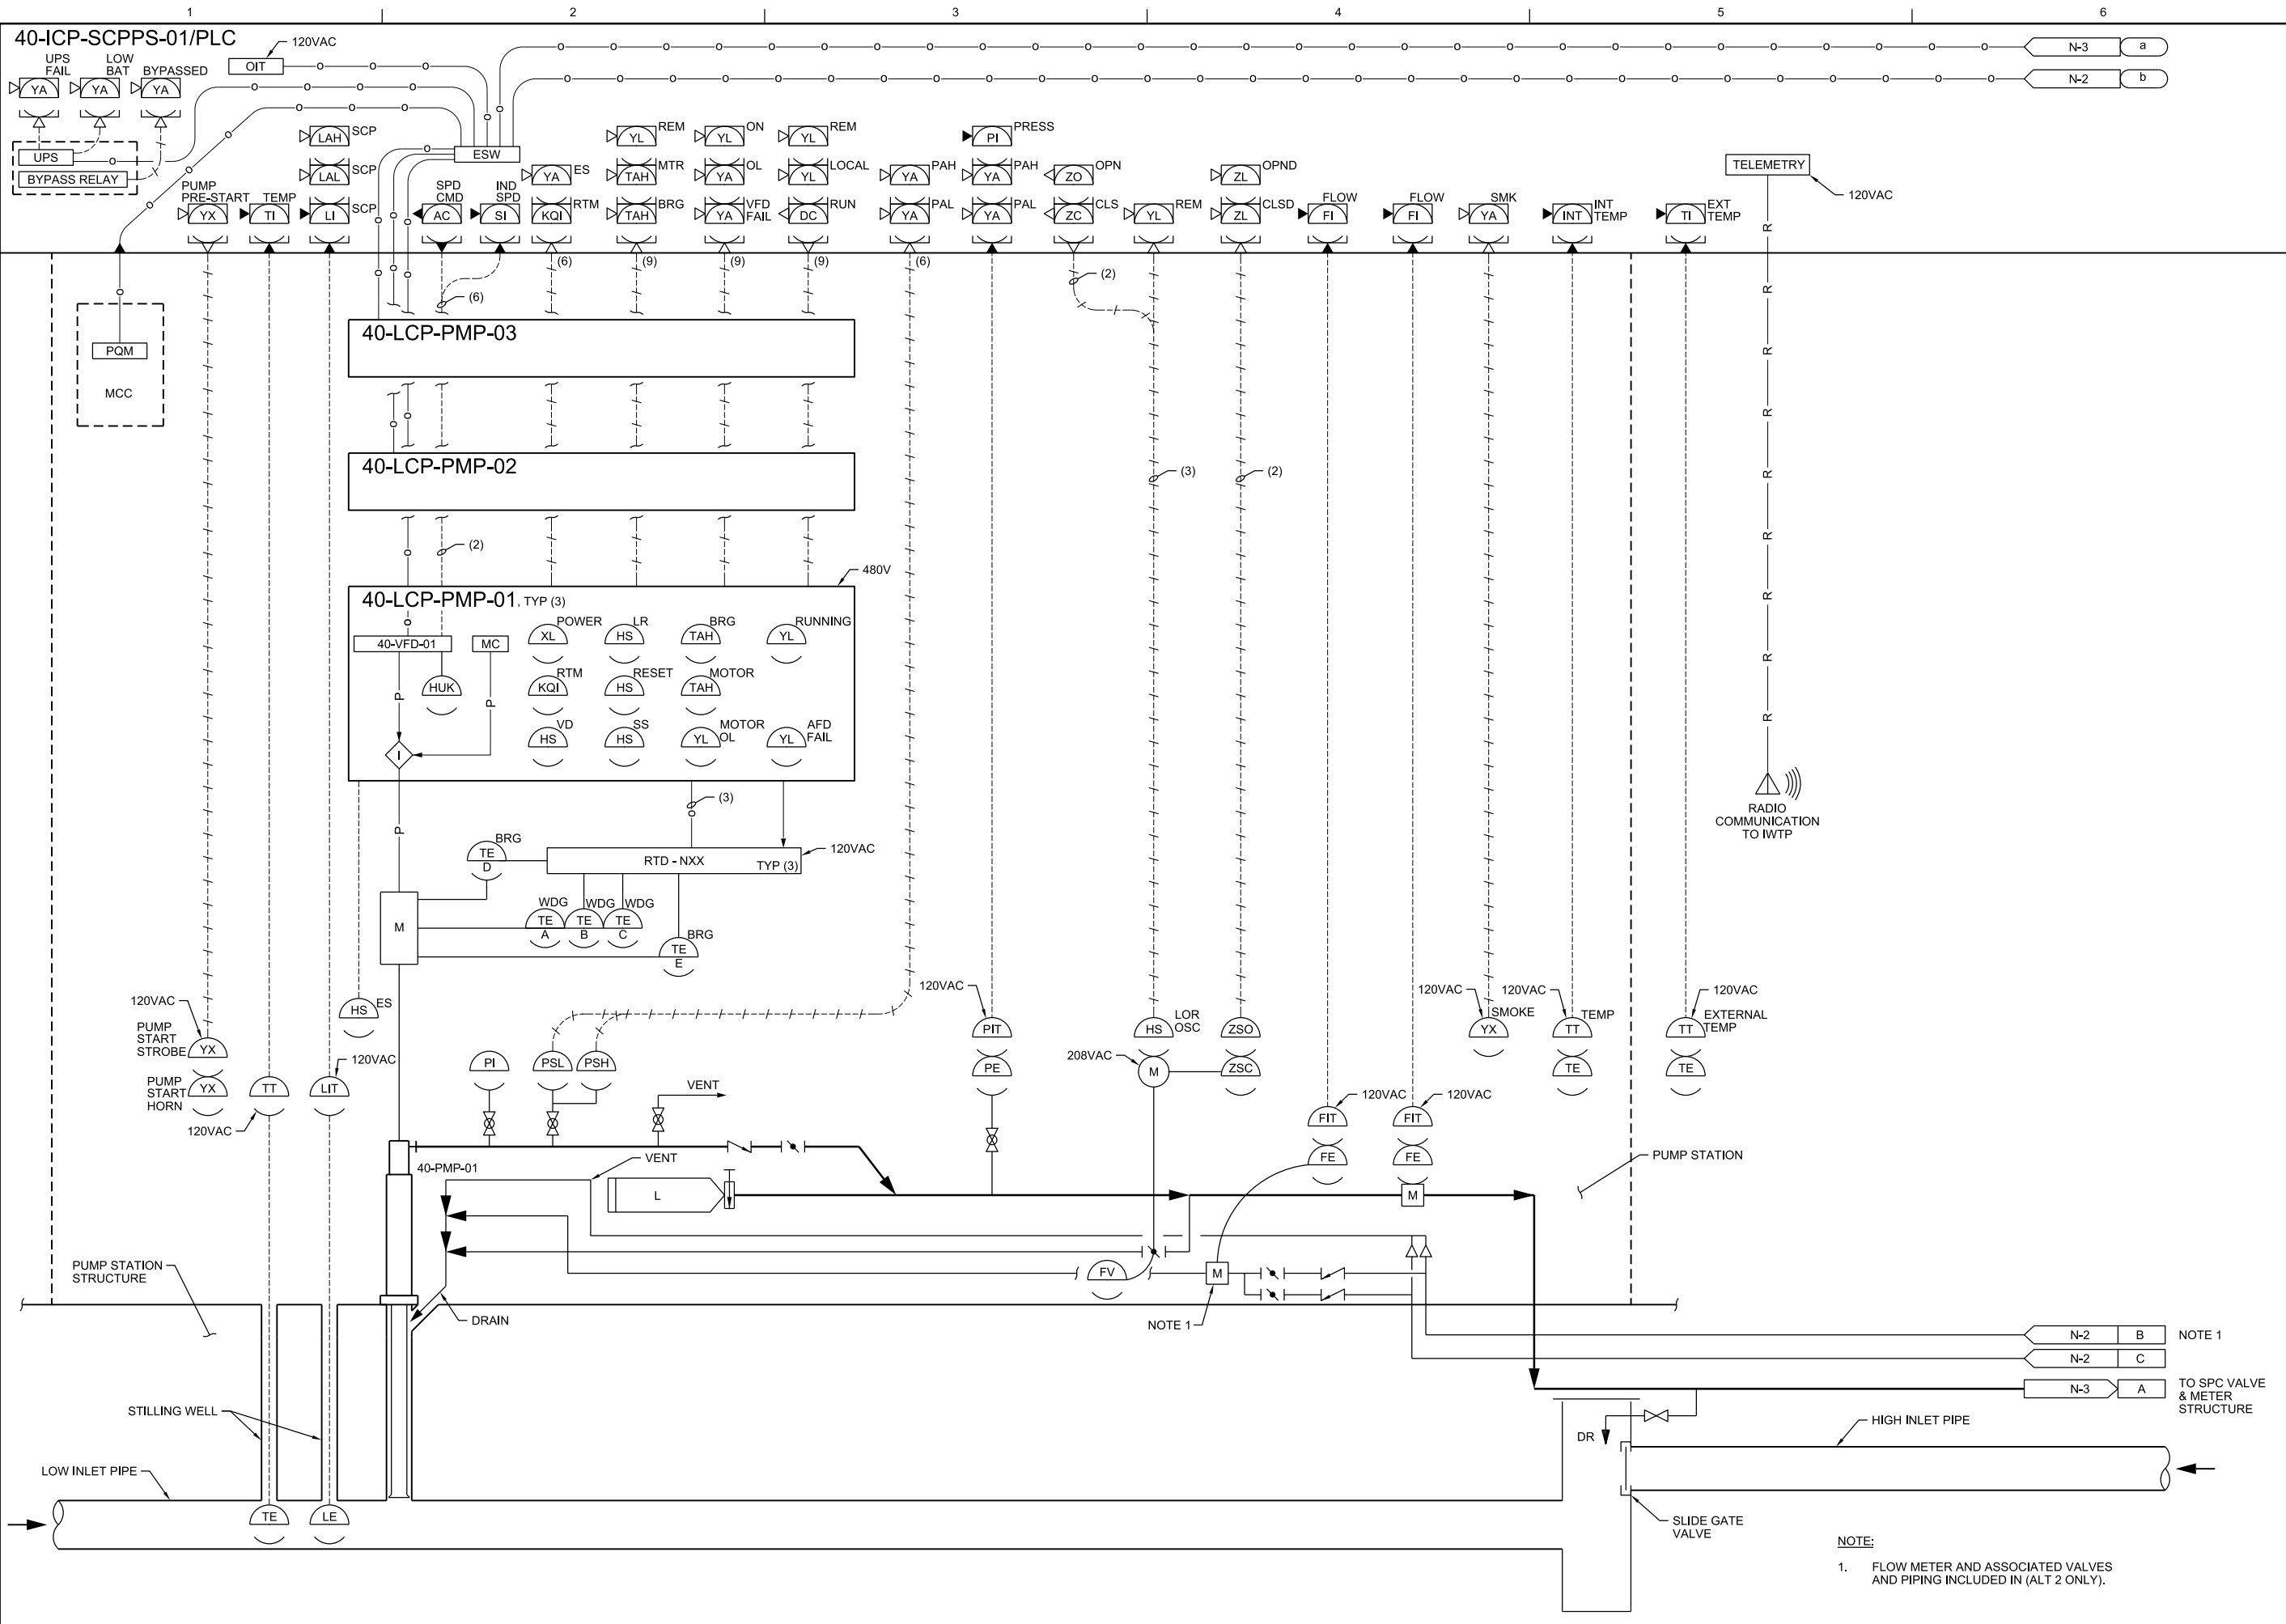 1 2 3 4 5 6
40-ICP-SCPPS-01/PLC
120VAC
OIT
N-3 a
N-2 b
UPS FAIL
LOW BAT
BYPASSED
YA YA YA
UPS
BYPASS RELAY
ESW
LAH SCP
LAL SCP
LI SCP
PUMP PRE-START
YX
TEMP
TI
SPD CMD
AC
IND SPD
SI
YA ES
KQI RTM
YL REM
TAH MTR
TAH BRG
YL ON
YA OL
YA VFD FAIL
YL REM
YL LOCAL
DC RUN
YA PAH
YA PAL
PI PRESS
YA PAH
YA PAL
ZO OPN
ZC CLS
YL REM
ZL OPND
ZL CLSD
FLOW
FI
FLOW
FI
SMK
YA
INT INT TEMP
TI EXT TEMP
TELEMETRY
120VAC
(6) (9) (9) (9) (6)
(2)
(6)
PQM
MCC
40-LCP-PMP-03
40-LCP-PMP-02
(3)
(2)
(2)
480V
40-LCP-PMP-01, TYP (3)
40-VFD-01
MC
HUK
I
XL POWER
HS LR
TAH BRG
YL RUNNING
KQI RTM
HS RESET
TAH MOTOR
HS VD
HS SS
YL MOTOR OL
YL AFD FAIL
P P P
R R R R R R R R R
(3)
RTD - NXX
TYP (3)
120VAC
BRG
TE D
M
WDG WDG WDG
TE A
TE B
TE C
BRG
TE E
RADIO
COMMUNICATION
TO IWTP
120VAC
PUMP
START
STROBE
YX
PUMP
START
HORN
YX
HS ES
120VAC
TT
LIT
120VAC
PI
PSL
PSH
VENT
120VAC
PIT
PE
HS LOR OSC
208VAC
M
ZSO
ZSC
FIT 120VAC
FE
FIT 120VAC
FE
120VAC
SMOKE
YX
120VAC
TEMP
TT
TE
120VAC
EXTERNAL TEMP
TT
TE
40-PMP-01
VENT
L
M
PUMP STATION
FV
M
NOTE 1
PUMP STATION
STRUCTURE
DRAIN
N-2 B NOTE 1
N-2 C
N-3 A
TO SPC VALVE
& METER
STRUCTURE
STILLING WELL
LOW INLET PIPE
TE
LE
DR
HIGH INLET PIPE
SLIDE GATE
VALVE
NOTE:
1. FLOW METER AND ASSOCIATED VALVES
AND PIPING INCLUDED IN (ALT 2 ONLY).